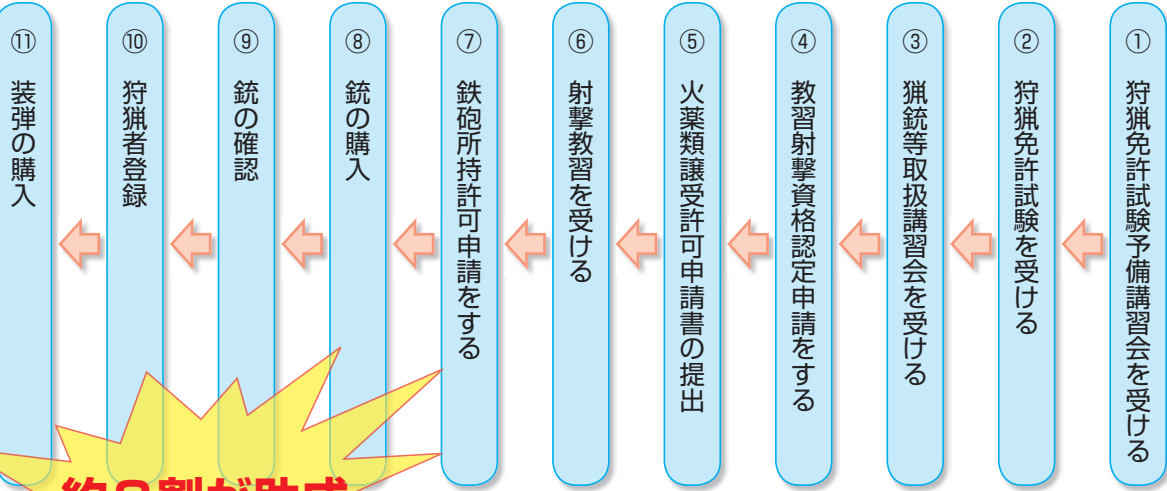 ① 狩猟免許試験予備講習会を受ける
② 狩猟免許試験を受ける
③ 猟銃等取扱講習会を受ける
④ 教習射撃資格認定申請をする
⑤ 火薬類譲受許可申請書の提出
⑥ 射撃教習を受ける
⑦ 鉄砲所持許可申請をする
⑧ 銃の購入
⑨ 銃の確認
⑩ 狩猟者登録
⑪ 装弾の購入